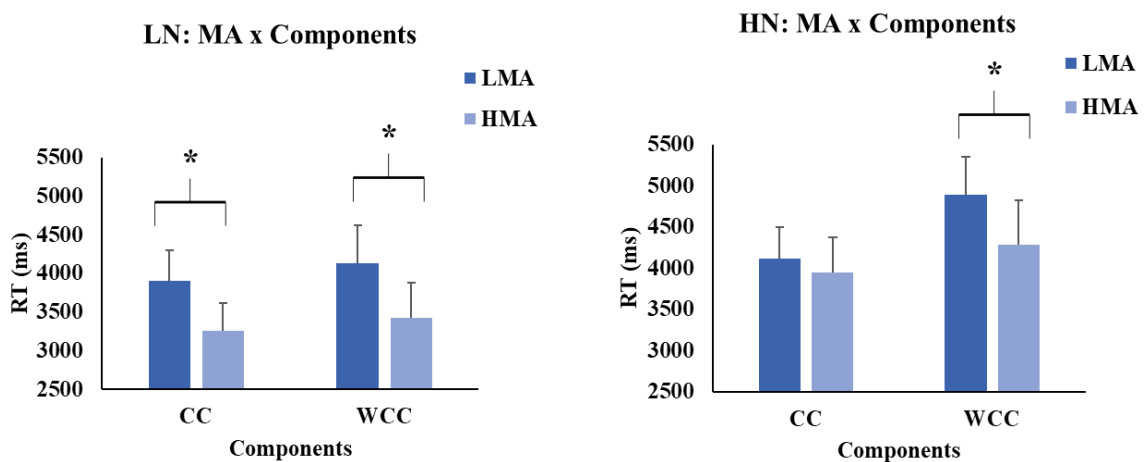 LN: MA x Components
LMA
HMA
*
*
5500
5000
4500
4000
3500
3000
2500
RT (ms)
CC
WCC
Components
HN: MA x Components
LMA
HMA
*
5500
5000
4500
4000
3500
3000
2500
RT (ms)
CC
WCC
Components